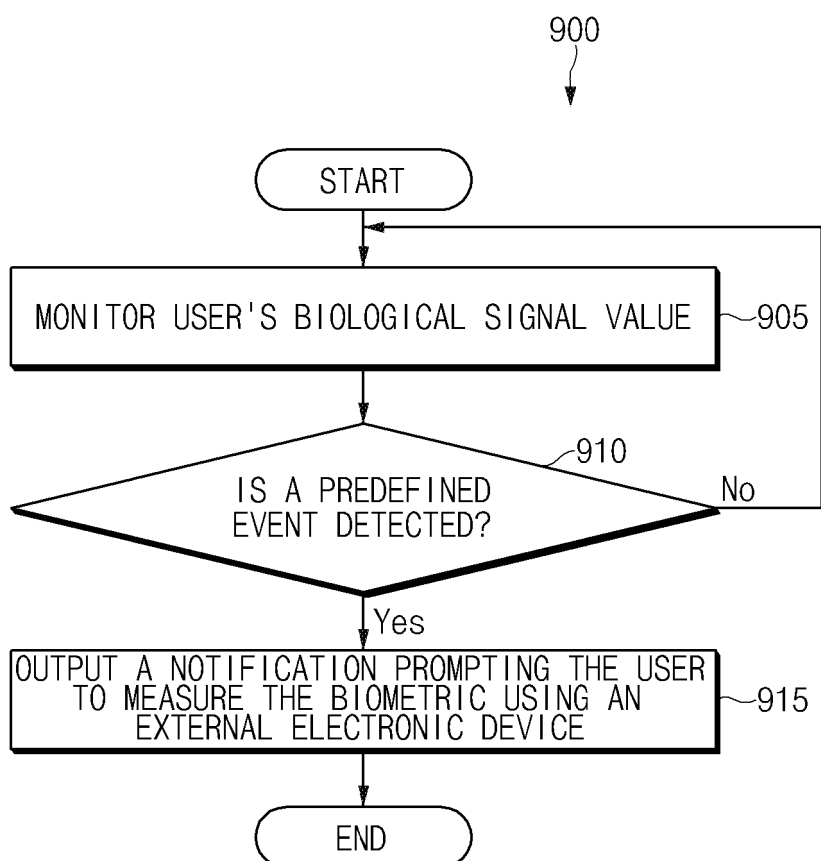 900
START
MONITOR USER'S BIOLOGICAL SIGNAL VALUE
905
910
IS A PREDEFINED
EVENT DETECTED?
No
Yes
OUTPUT A NOTIFICATION PROMPTING THE USER
TO MEASURE THE BIOMETRIC USING AN
EXTERNAL ELECTRONIC DEVICE
915
END